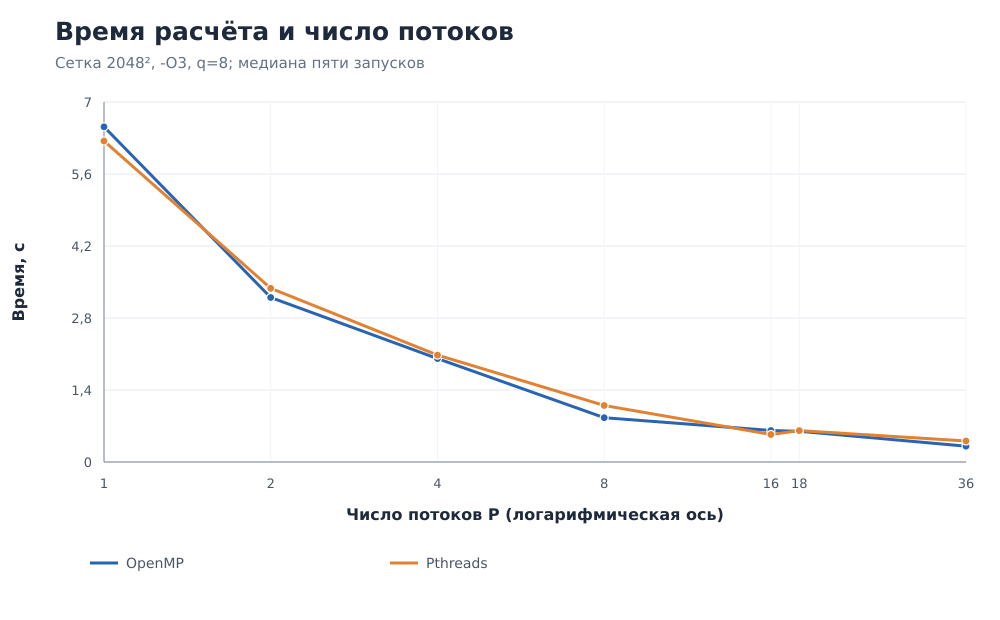 Время расчёта и число потоков
Сетка 2048², -O3, q=8; медиана пяти запусков
Время, с
7
5,6
4,2
2,8
1,4
0
1 2 4 8 16 18 36
Число потоков P (логарифмическая ось)
OpenMP Pthreads